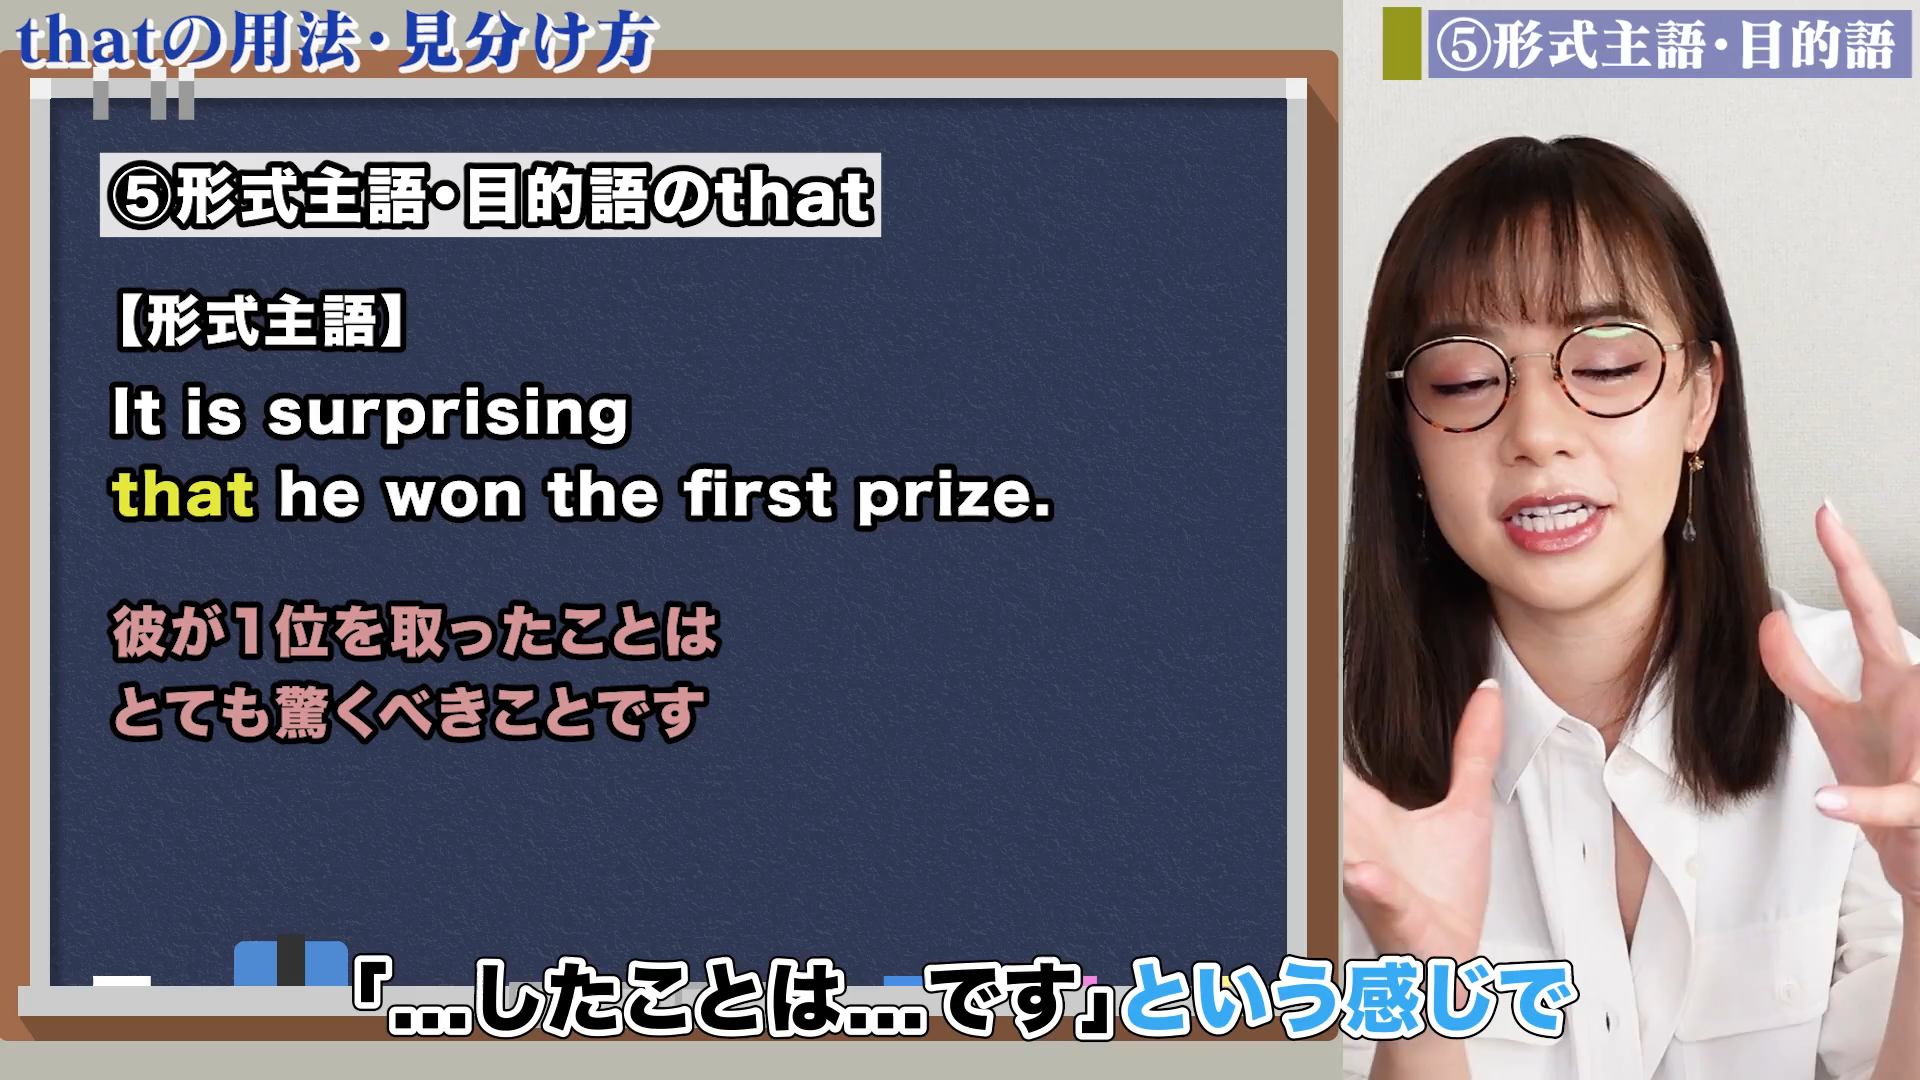 thatの用法・見分け方
⑤形式主語・目的語
⑤形式主語・目的語のthat
【形式主語】
It is surprising
that he won the first prize.
彼が1位を取ったことは
とても驚くべきことです
「...したことは...です」という感じで